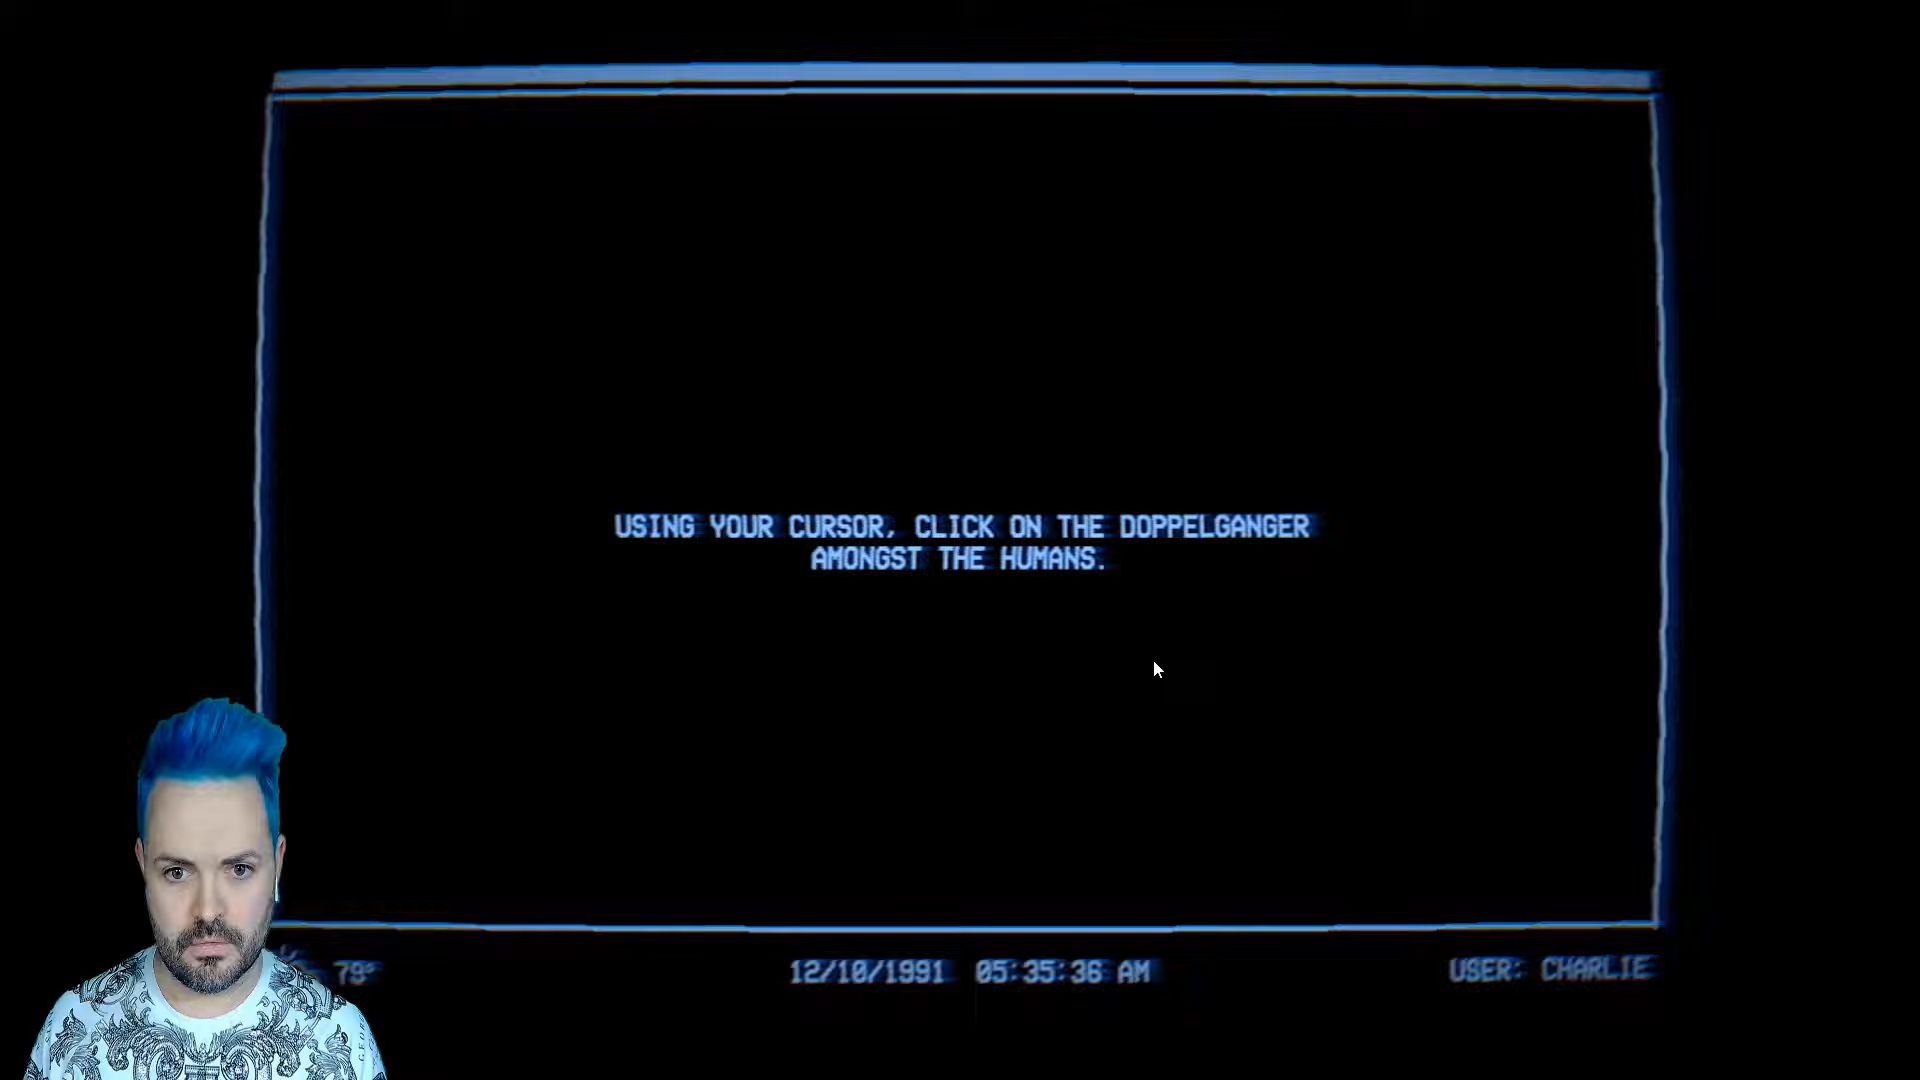 USING YOUR CURSOR, CLICK ON THE DOPPELGANGER
AMONGST THE HUMANS.
79°
12/10/1991 05:35:36 AM
USER: CHARLIE